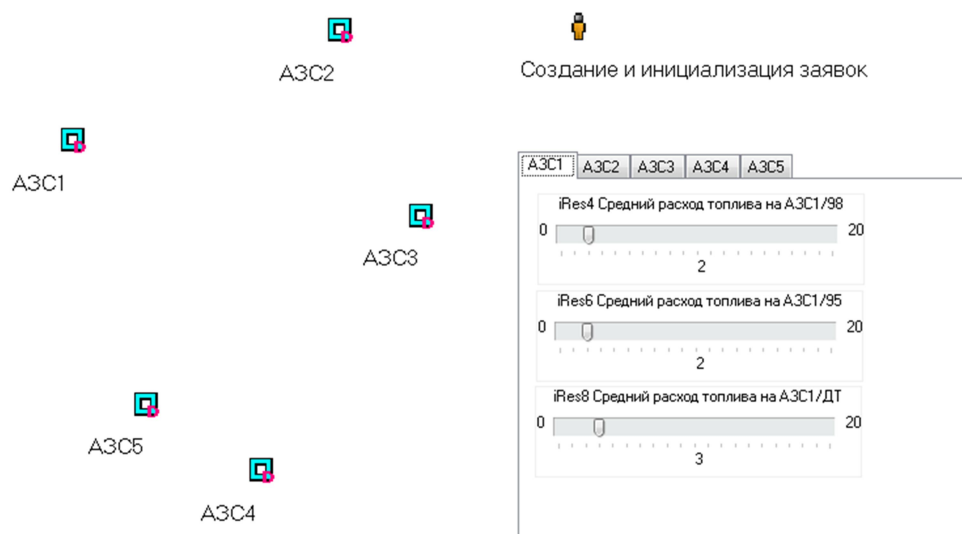 АЗС2
Создание и инициализация заявок
АЗС1
АЗС3
АЗС5
АЗС4
АЗС1 АЗС2 АЗС3 АЗС4 АЗС5
iRes4 Средний расход топлива на АЗС1/98
0 20
2
iRes6 Средний расход топлива на АЗС1/95
0 20
2
iRes8 Средний расход топлива на АЗС1/ДТ
0 20
3